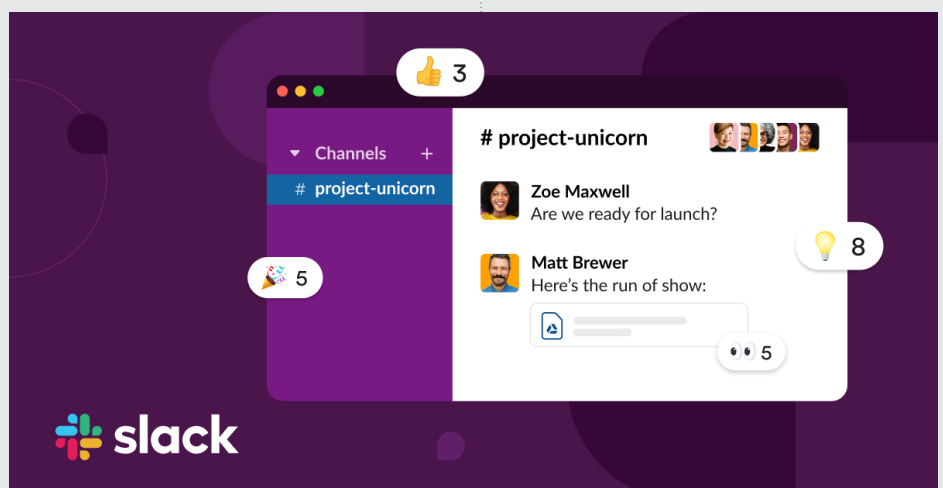 👍 3
▼ Channels +
# project-unicorn
# project-unicorn
Zoe Maxwell
Are we ready for launch?
Matt Brewer
Here’s the run of show:
🎉 5
💡 8
👀 5
slack